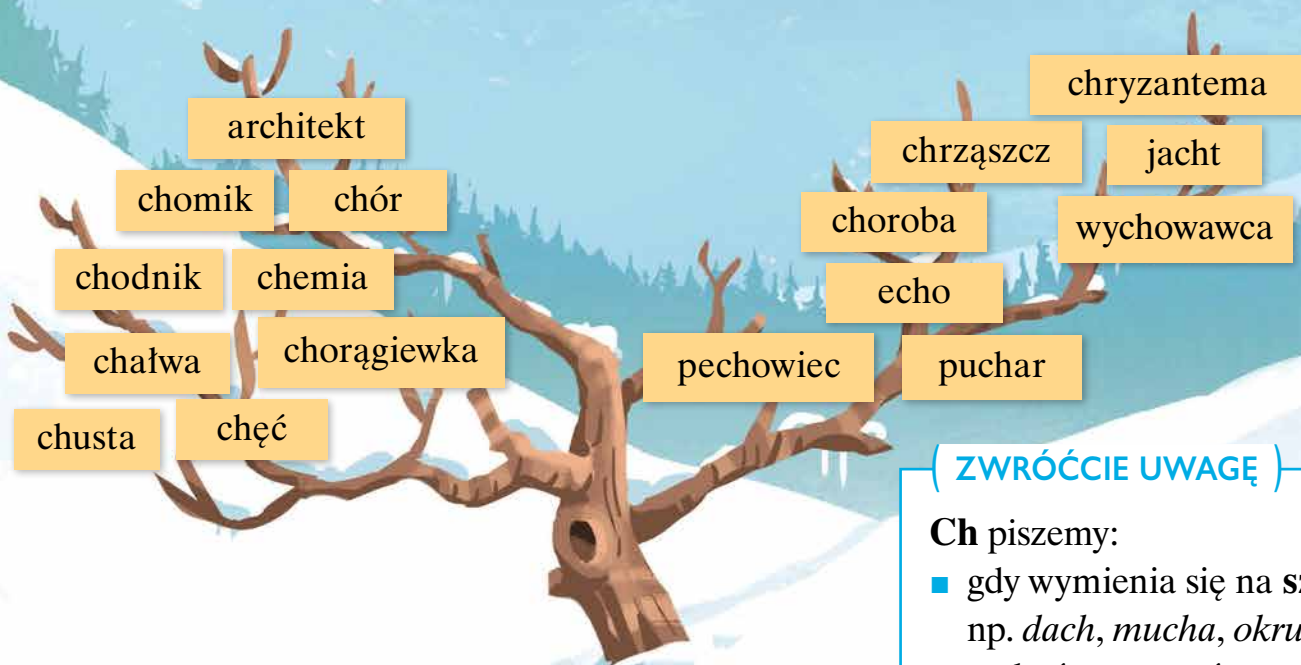 architekt
chomik
chór
chodnik
chemia
chałwa
chorągiewka
chusta
chęć
chryzantema
chrząszcz
jacht
choroba
wychowawca
echo
pechowiec
puchar
ZWRÓĆCIE UWAGĘ
Ch piszemy:
■ gdy wymienia się na
np. dach, mucha,